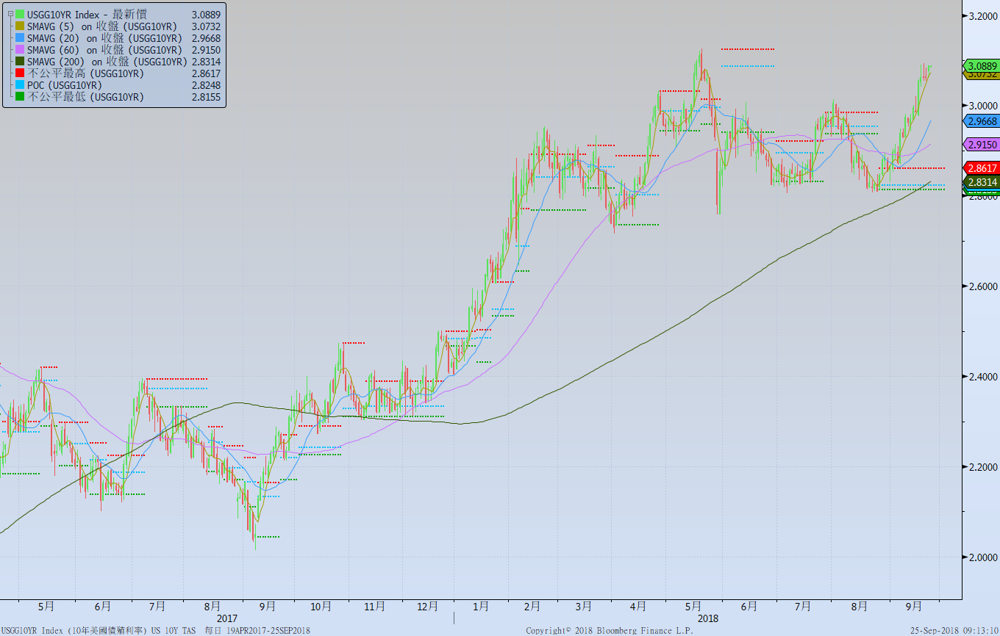 USGG10YR Index - 最新價 3.0889
SMAVG (5) on 收盤 (USGG10YR) 3.0732
SMAVG (20) on 收盤 (USGG10YR) 2.9668
SMAVG (60) on 收盤 (USGG10YR) 2.9150
SMAVG (200) on 收盤 (USGG10YR) 2.8314
不公平最高 (USGG10YR) 2.8617
POC (USGG10YR) 2.8248
不公平最低 (USGG10YR) 2.8155
3.2000
3.0889
3.0732
3.0000
2.9668
2.9150
2.8617
2.8314
2.8000
2.6000
2.4000
2.2000
2.0000
5月 6月 7月 8月 9月 10月 11月 12月 1月 2月 3月 4月 5月 6月 7月 8月 9月
2017 2018
USGG10YR Index (10年美國債殖利率) US 10Y TAS 每日 19APR2017-25SEP2018 Copyright© 2018 Bloomberg Finance L.P. 25-Sep-2018 09:13:10